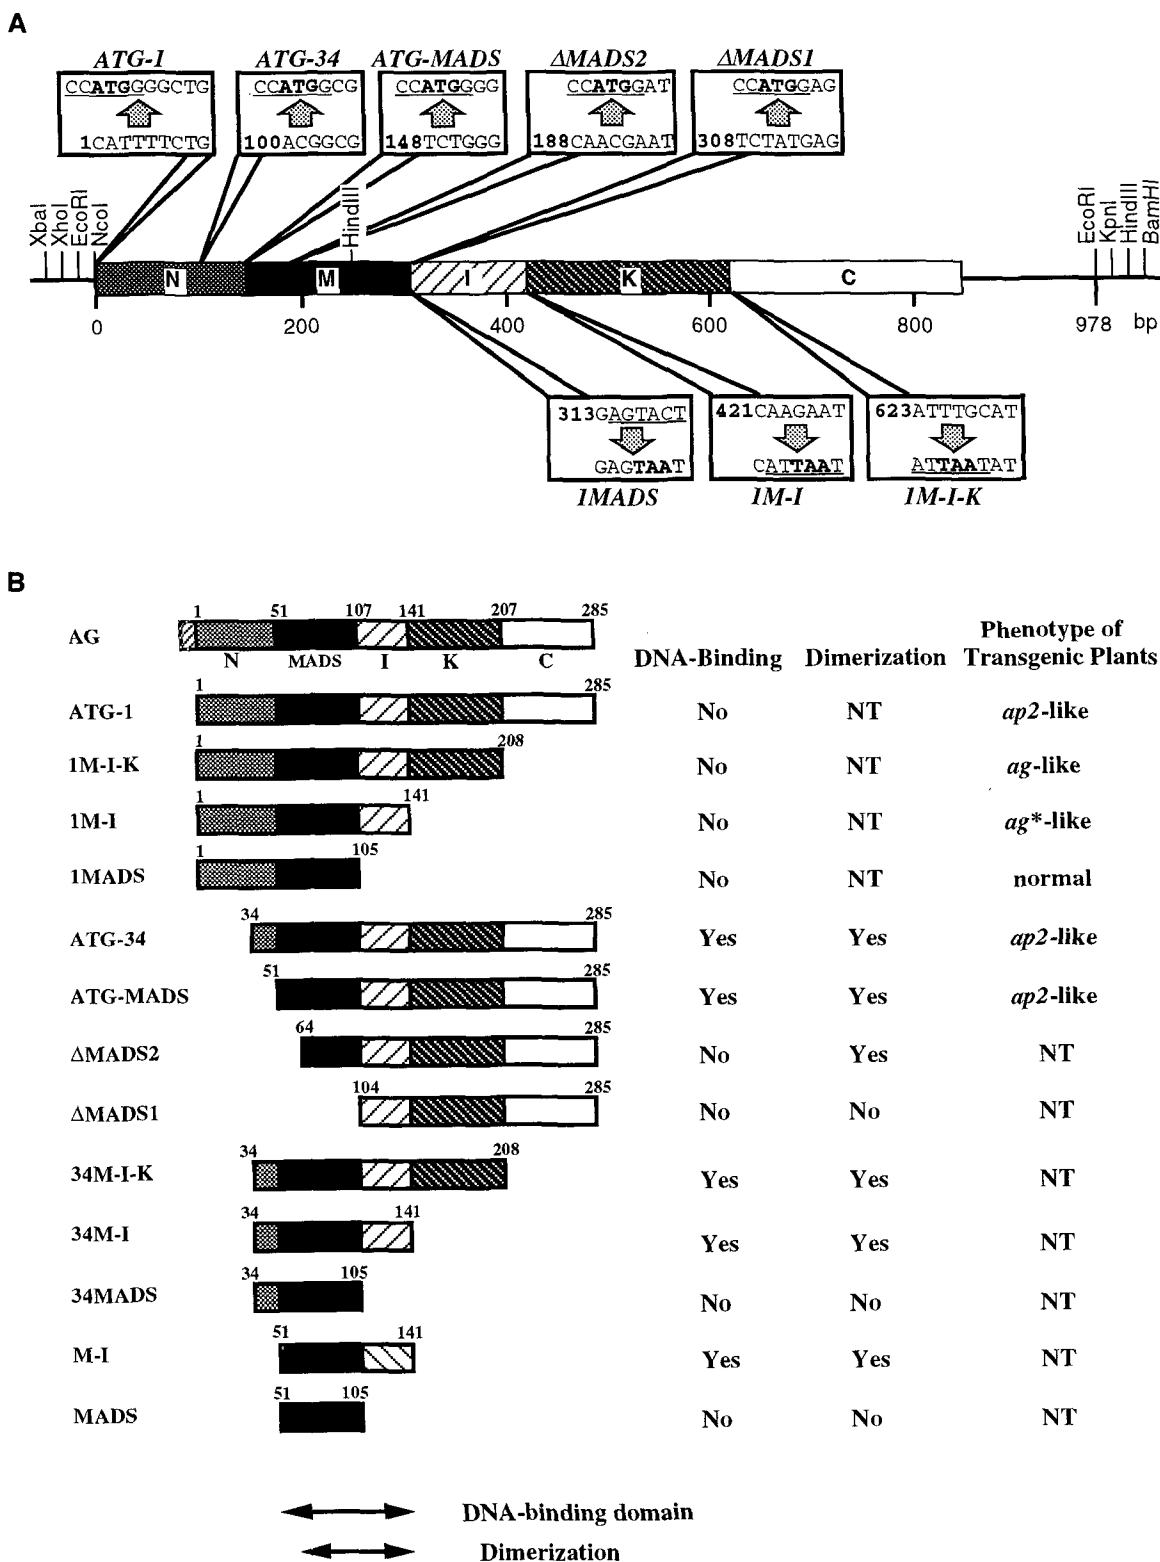 A
ATG-1 ATG-34 ATG-MADS ΔMADS2 ΔMADS1
CCATGGGGCTG CCATGGCG CCATGGGG CCATGGAT CCATGGAG
1CATTTTCTG 100ACGGCG 148TCTGGG 188CAACGAAT 308TCTATGAG
XbaI XhoI EcoRI NcoI HindIII EcoRI KpnI HindIII BamHI
N M I K C
0 200 400 600 800 978 bp
313GAGTACT 421CAAGAAT 623ATTTGCAT
GAGTAAT CATTAAT ATTAATAT
1MADS 1M-I 1M-I-K
B
1 51 107 141 207 285
AG
N MADS I K C
DNA-Binding Dimerization Phenotype of Transgenic Plants
1 285
ATG-1 No NT ap2-like
1 208
1M-I-K No NT ag-like
1 141
1M-I No NT ag*-like
1 105
1MADS No NT normal
34 285
ATG-34 Yes Yes ap2-like
51 285
ATG-MADS Yes Yes ap2-like
64 285
ΔMADS2 No Yes NT
104 285
ΔMADS1 No No NT
34 208
34M-I-K Yes Yes NT
34 141
34M-I Yes Yes NT
34 105
34MADS No No NT
51 141
M-I Yes Yes NT
51 105
MADS No No NT
DNA-binding domain
Dimerization